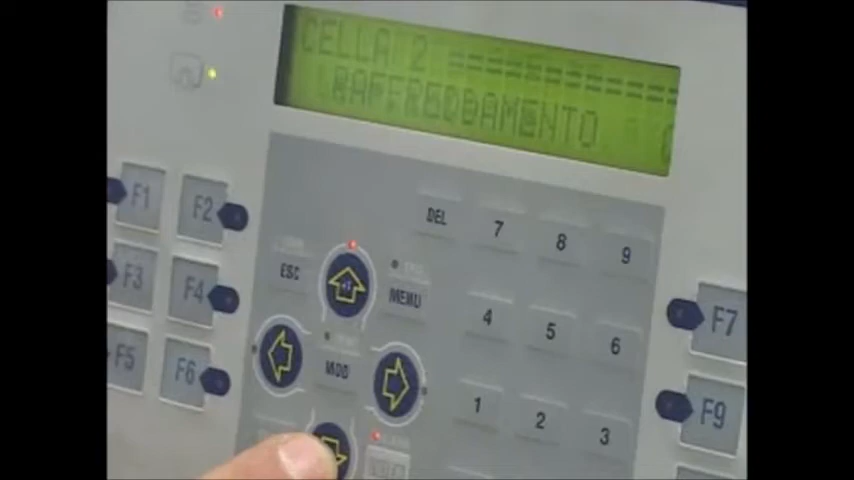 CELLA 2 ==============
RAFFREDDAMENTO
F1
F2
DEL
7
8
9
F3
F4
ESC
MENU
4
5
6
F7
F5
F6
MOD
1
2
3
F9